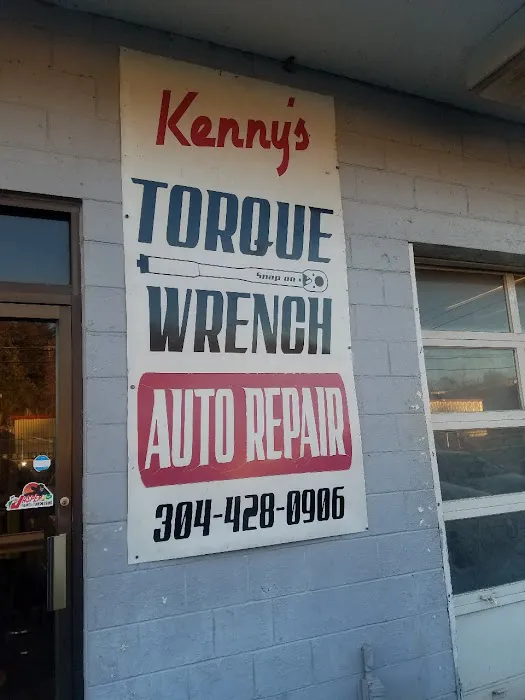 Kenny's
TORQUE
Snap on
WRENCH
AUTO REPAIR
304-428-0906